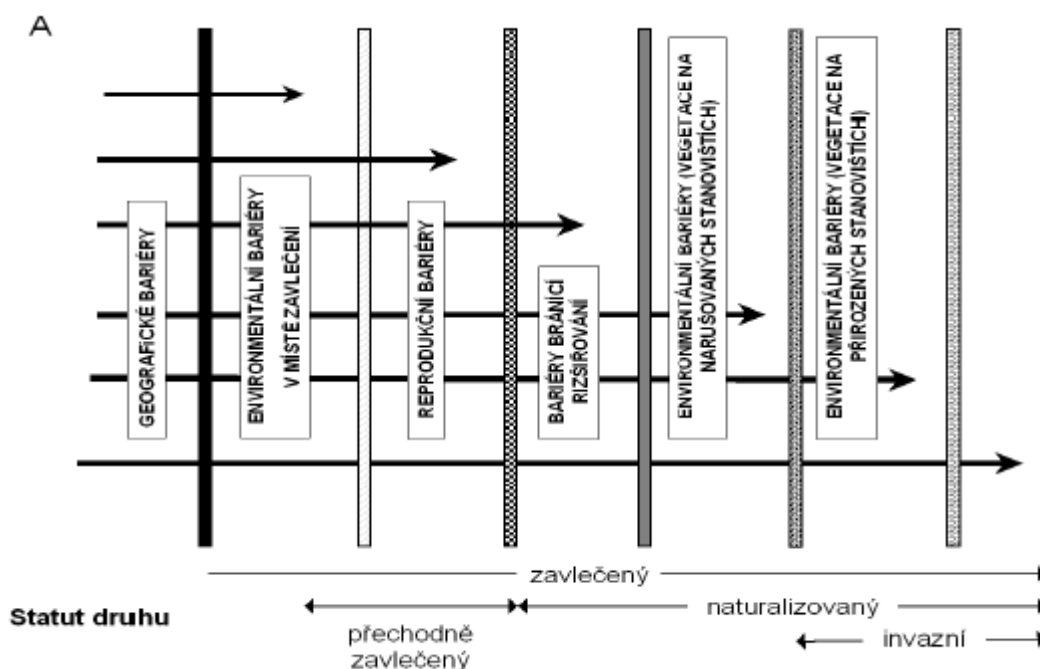 A
GEOGRAFICKÉ BARIÉRY
ENVIRONMENTÁLNÍ BARIÉRY
V MÍSTĚ ZAVLEČENÍ
REPRODUKČNÍ BARIÉRY
BARIÉRY BRÁNÍCÍ
RIZŠIŘOVÁNÍ
ENVIRONMENTÁLNÍ BARIÉRY (VEGETACE NA
NARUŠOVANÝCH STANOVIŠTÍCH)
ENVIRONMENTÁLNÍ BARIÉRY (VEGETACE NA
PŘIROZENÝCH STANOVIŠTÍCH)
zavlečený
Statut druhu
naturalizovaný
přechodně
zavlečený
invazní